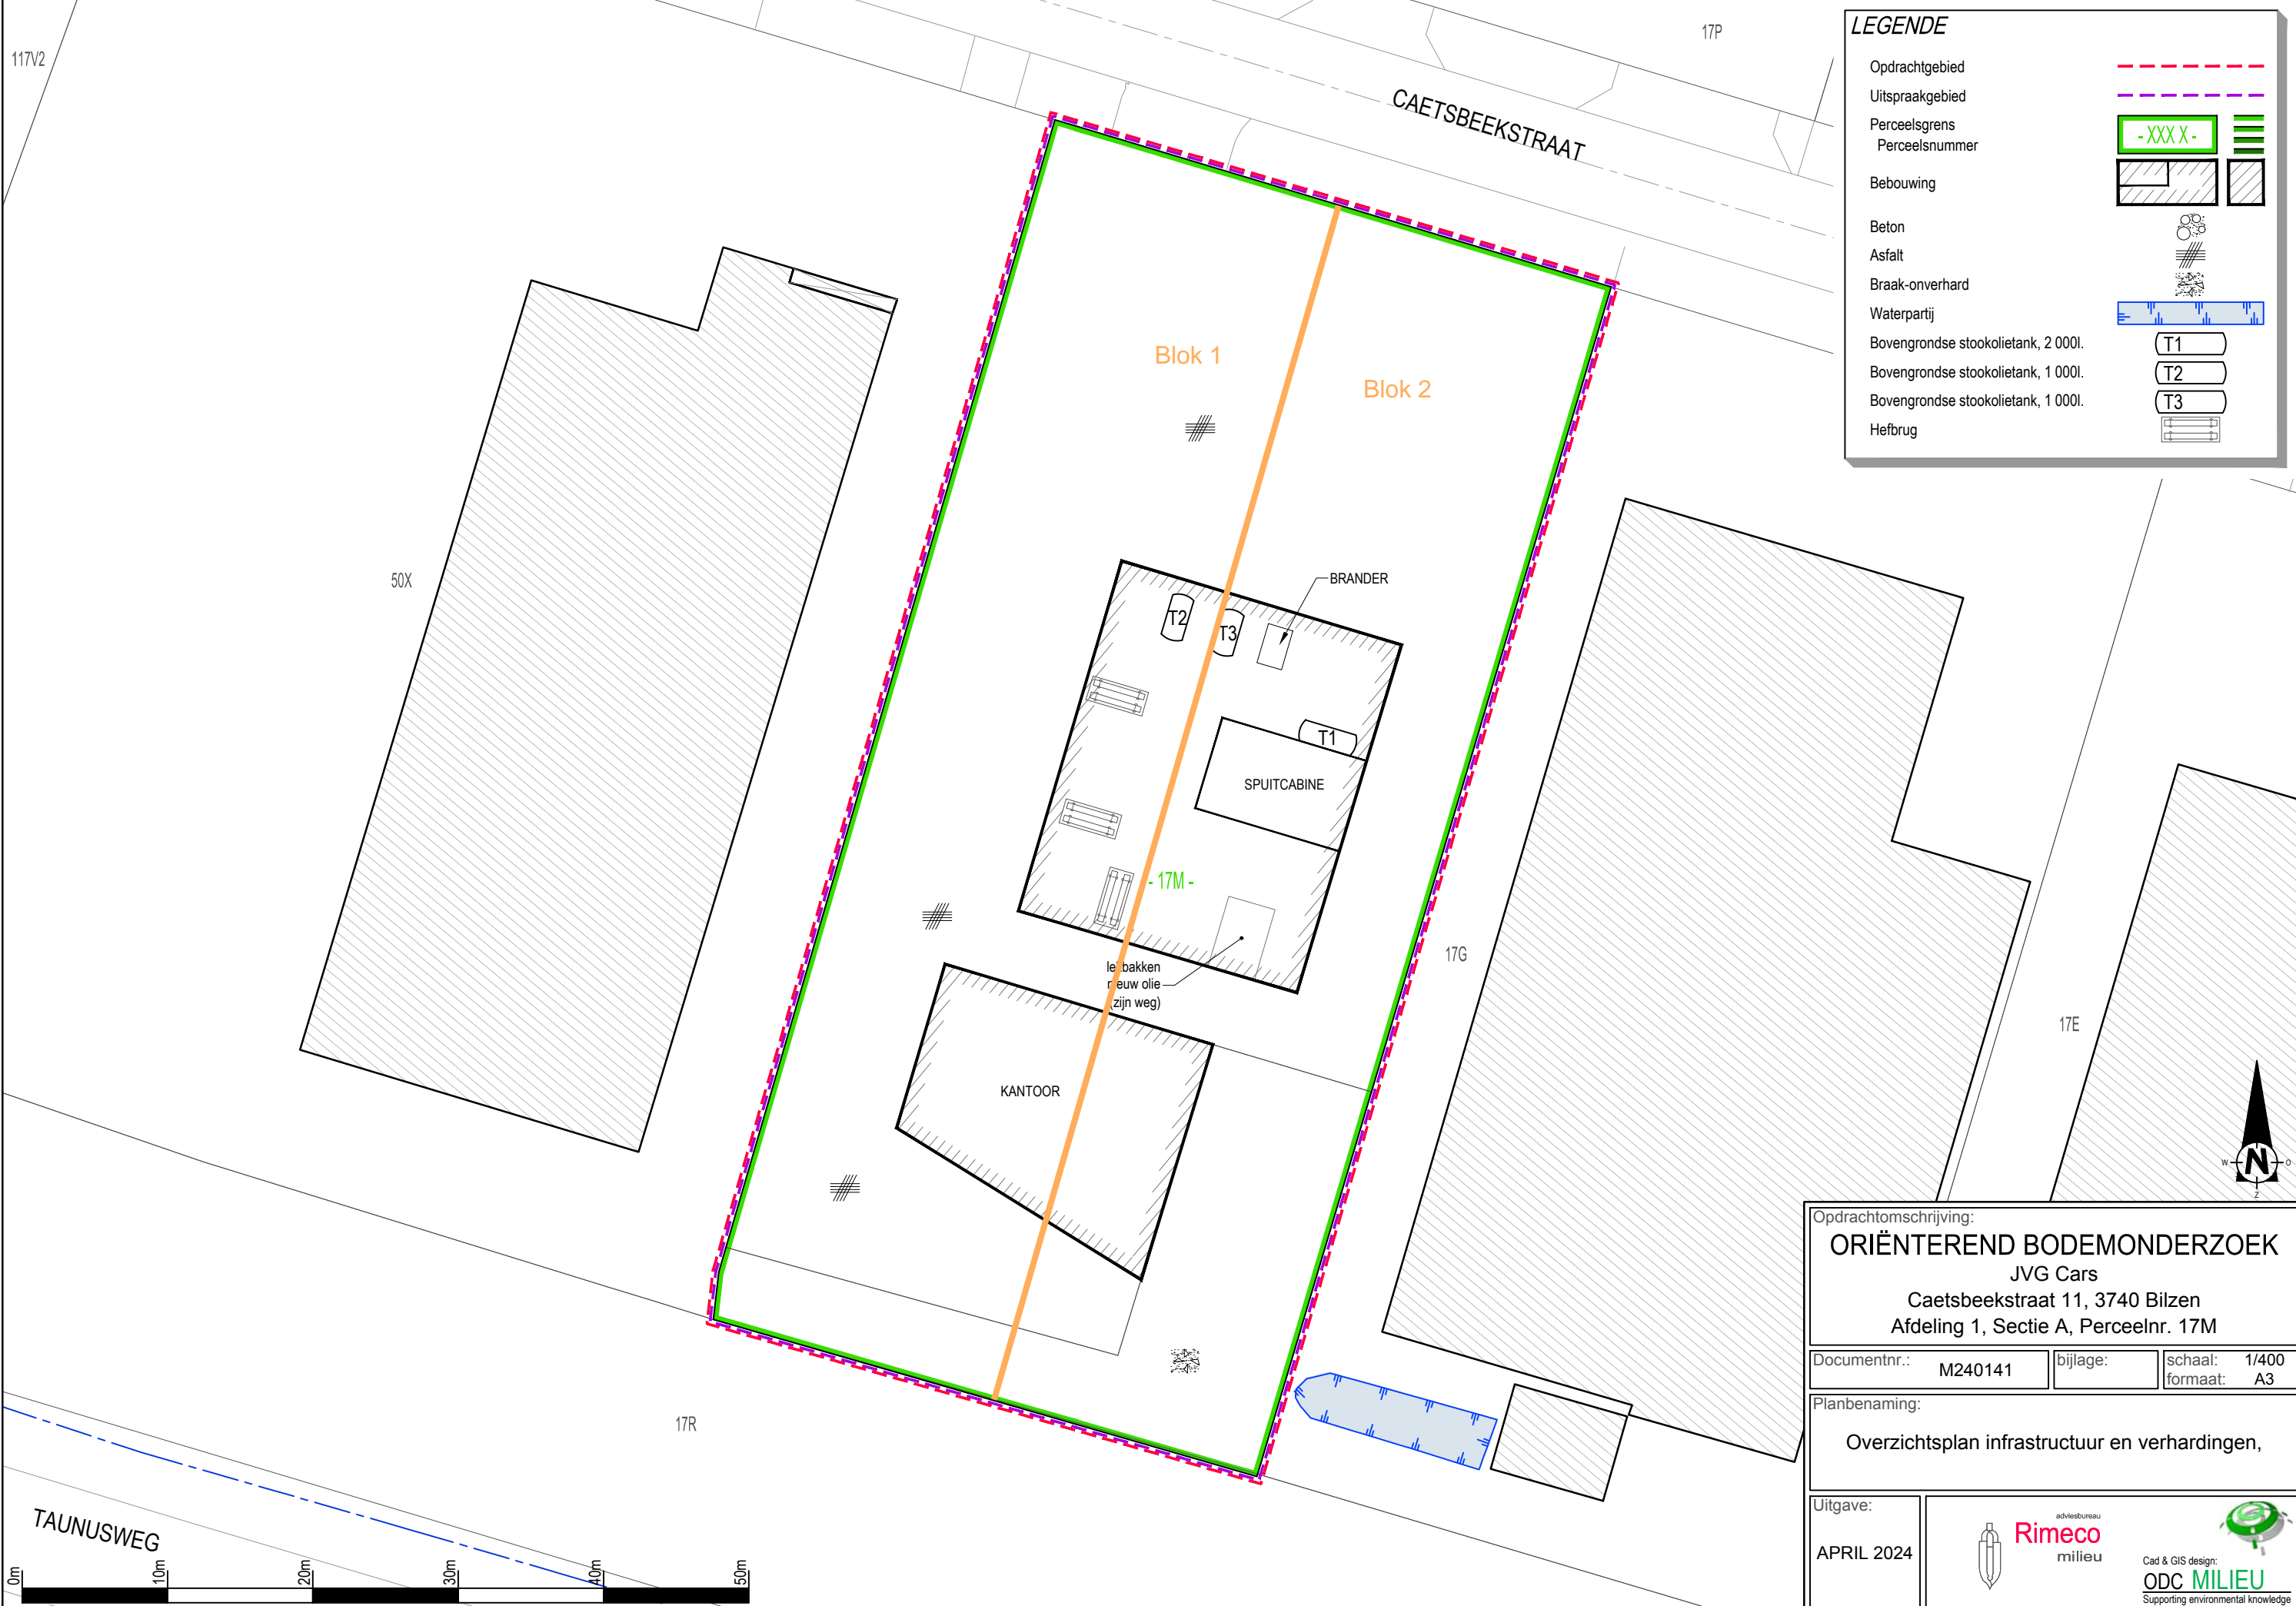 117V2
17P
CAETSBEEKSTRAAT
LEGENDE
Opdrachtgebied
Uitspraakgebied
Perceelsgrens
Perceelsnummer
- XXX X -
Bebouwing
Beton
Asfalt
Braak-onverhard
Waterpartij
Bovengrondse stookolietank, 2 000l.
T1
Bovengrondse stookolietank, 1 000l.
T2
Bovengrondse stookolietank, 1 000l.
T3
Hefbrug
Blok 1
Blok 2
50X
BRANDER
T2
T3
T1
SPUITCABINE
- 17M -
lekbakken
nieuw olie
(zijn weg)
KANTOOR
17G
17E
17R
TAUNUSWEG
0m
10m
20m
30m
40m
50m
N
W
O
Z
Opdrachtomschrijving:
ORIËNTEREND BODEMONDERZOEK
JVG Cars
Caetsbeekstraat 11, 3740 Bilzen
Afdeling 1, Sectie A, Perceelnr. 17M
Documentnr.: M240141
bijlage:
schaal: 1/400
formaat: A3
Planbenaming:
Overzichtsplan infrastructuur en verhardingen,
Uitgave:
APRIL 2024
adviesbureau
Rimeco
milieu
Cad & GIS design:
ODC MILIEU
Supporting environmental knowledge